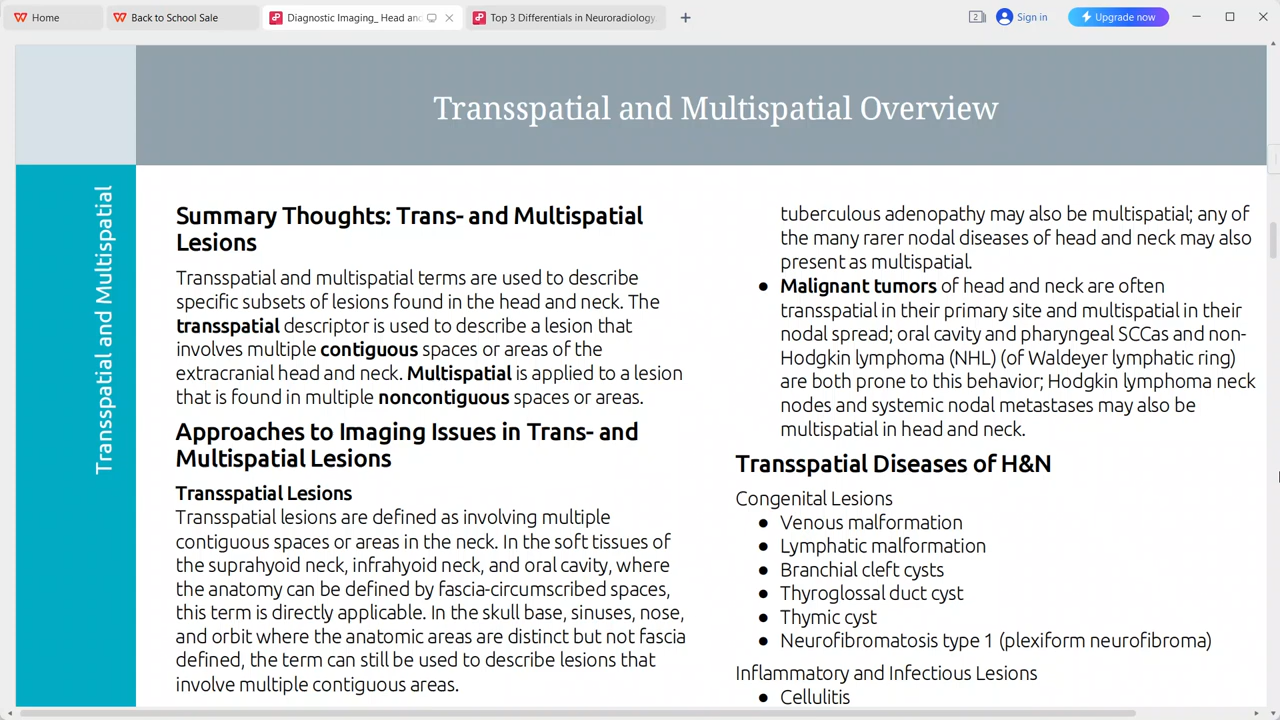 Home
Back to School Sale
Diagnostic Imaging_ Head and
Top 3 Differentials in Neuroradiology
2
Sign in
Upgrade now
Transspatial and Multispatial Overview
Transspatial and Multispatial
Summary Thoughts: Trans- and Multispatial
Lesions
Transspatial and multispatial terms are used to describe
specific subsets of lesions found in the head and neck. The
transspatial descriptor is used to describe a lesion that
involves multiple contiguous spaces or areas of the
extracranial head and neck. Multispatial is applied to a lesion
that is found in multiple noncontiguous spaces or areas.
Approaches to Imaging Issues in Trans- and
Multispatial Lesions
Transspatial Lesions
Transspatial lesions are defined as involving multiple
contiguous spaces or areas in the neck. In the soft tissues of
the suprahyoid neck, infrahyoid neck, and oral cavity, where
the anatomy can be defined by fascia-circumscribed spaces,
this term is directly applicable. In the skull base, sinuses, nose,
and orbit where the anatomic areas are distinct but not fascia
defined, the term can still be used to describe lesions that
involve multiple contiguous areas.
tuberculous adenopathy may also be multispatial; any of
the many rarer nodal diseases of head and neck may also
present as multispatial.
● Malignant tumors of head and neck are often
transspatial in their primary site and multispatial in their
nodal spread; oral cavity and pharyngeal SCCas and non-
Hodgkin lymphoma (NHL) (of Waldeyer lymphatic ring)
are both prone to this behavior; Hodgkin lymphoma neck
nodes and systemic nodal metastases may also be
multispatial in head and neck.
Transspatial Diseases of H&N
Congenital Lesions
● Venous malformation
● Lymphatic malformation
● Branchial cleft cysts
● Thyroglossal duct cyst
● Thymic cyst
● Neurofibromatosis type 1 (plexiform neurofibroma)
Inflammatory and Infectious Lesions
● Cellulitis